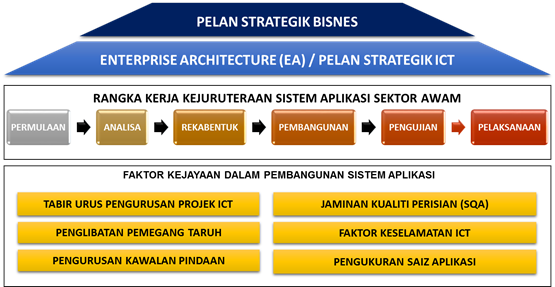 PELAN STRATEGIK BISNES
ENTERPRISE ARCHITECTURE (EA) / PELAN STRATEGIK ICT
RANGKA KERJA KEJURUTERAAN SISTEM APLIKASI SEKTOR AWAM
PERMULAAN
ANALISA
REKABENTUK
PEMBANGUNAN
PENGUJIAN
PELAKSANAAN
FAKTOR KEJAYAAN DALAM PEMBANGUNAN SISTEM APLIKASI
TABIR URUS PENGURUSAN PROJEK ICT
JAMINAN KUALITI PERISIAN (SQA)
PENGLIBATAN PEMEGANG TARUH
FAKTOR KESELAMATAN ICT
PENGURUSAN KAWALAN PINDAAN
PENGUKURAN SAIZ APLIKASI